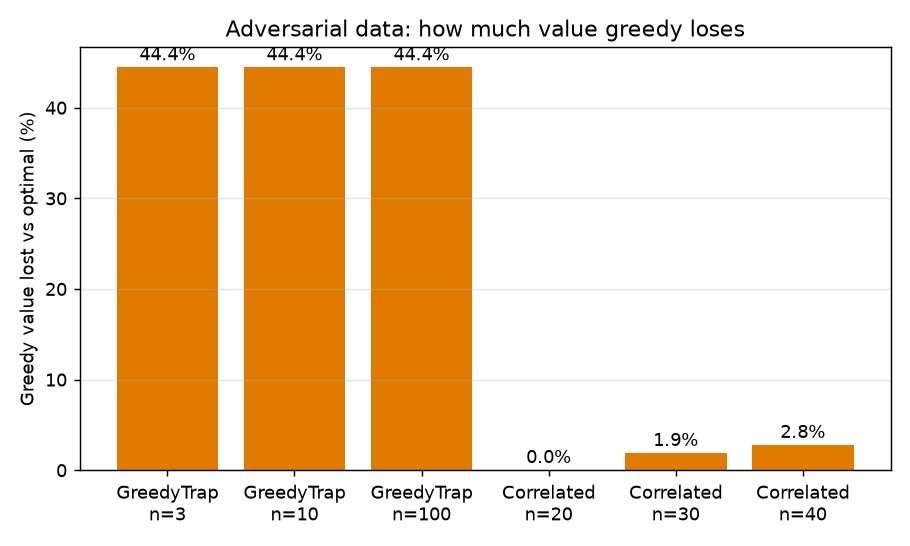 Adversarial data: how much value greedy loses
Greedy value lost vs optimal (%)
40
30
20
10
0
44.4%
44.4%
44.4%
0.0%
1.9%
2.8%
GreedyTrap
n=3
GreedyTrap
n=10
GreedyTrap
n=100
Correlated
n=20
Correlated
n=30
Correlated
n=40